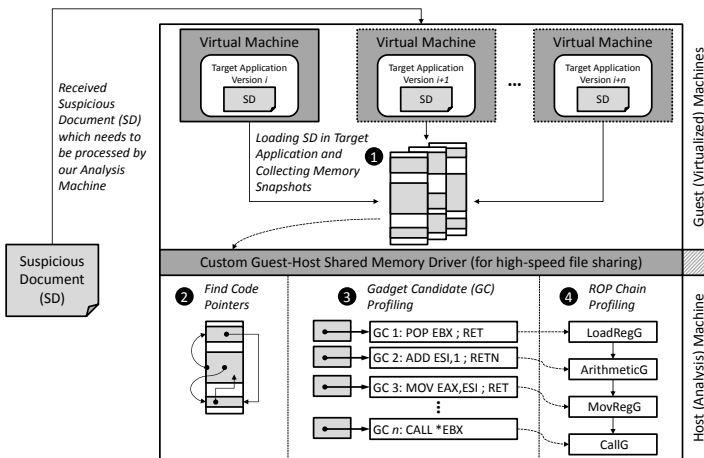 Virtual Machine
Target Application
Version i
SD
Virtual Machine
Target Application
Version i+1
SD
...
Virtual Machine
Target Application
Version i+n
SD
Guest (Virtualized) Machines
Received
Suspicious
Document (SD)
which needs to
be processed by
our Analysis
Machine
Loading SD in Target
Application and
Collecting Memory
Snapshots
1
Suspicious
Document
(SD)
Custom Guest-Host Shared Memory Driver (for high-speed file sharing)
Host (Analysis) Machine
2
Find Code
Pointers
3
Gadget Candidate (GC)
Profiling
GC 1: POP EBX ; RET
GC 2: ADD ESI,1 ; RETN
GC 3: MOV EAX,ESI ; RET
...
GC n: CALL *EBX
4
ROP Chain
Profiling
LoadRegG
ArithmeticG
MovRegG
CallG